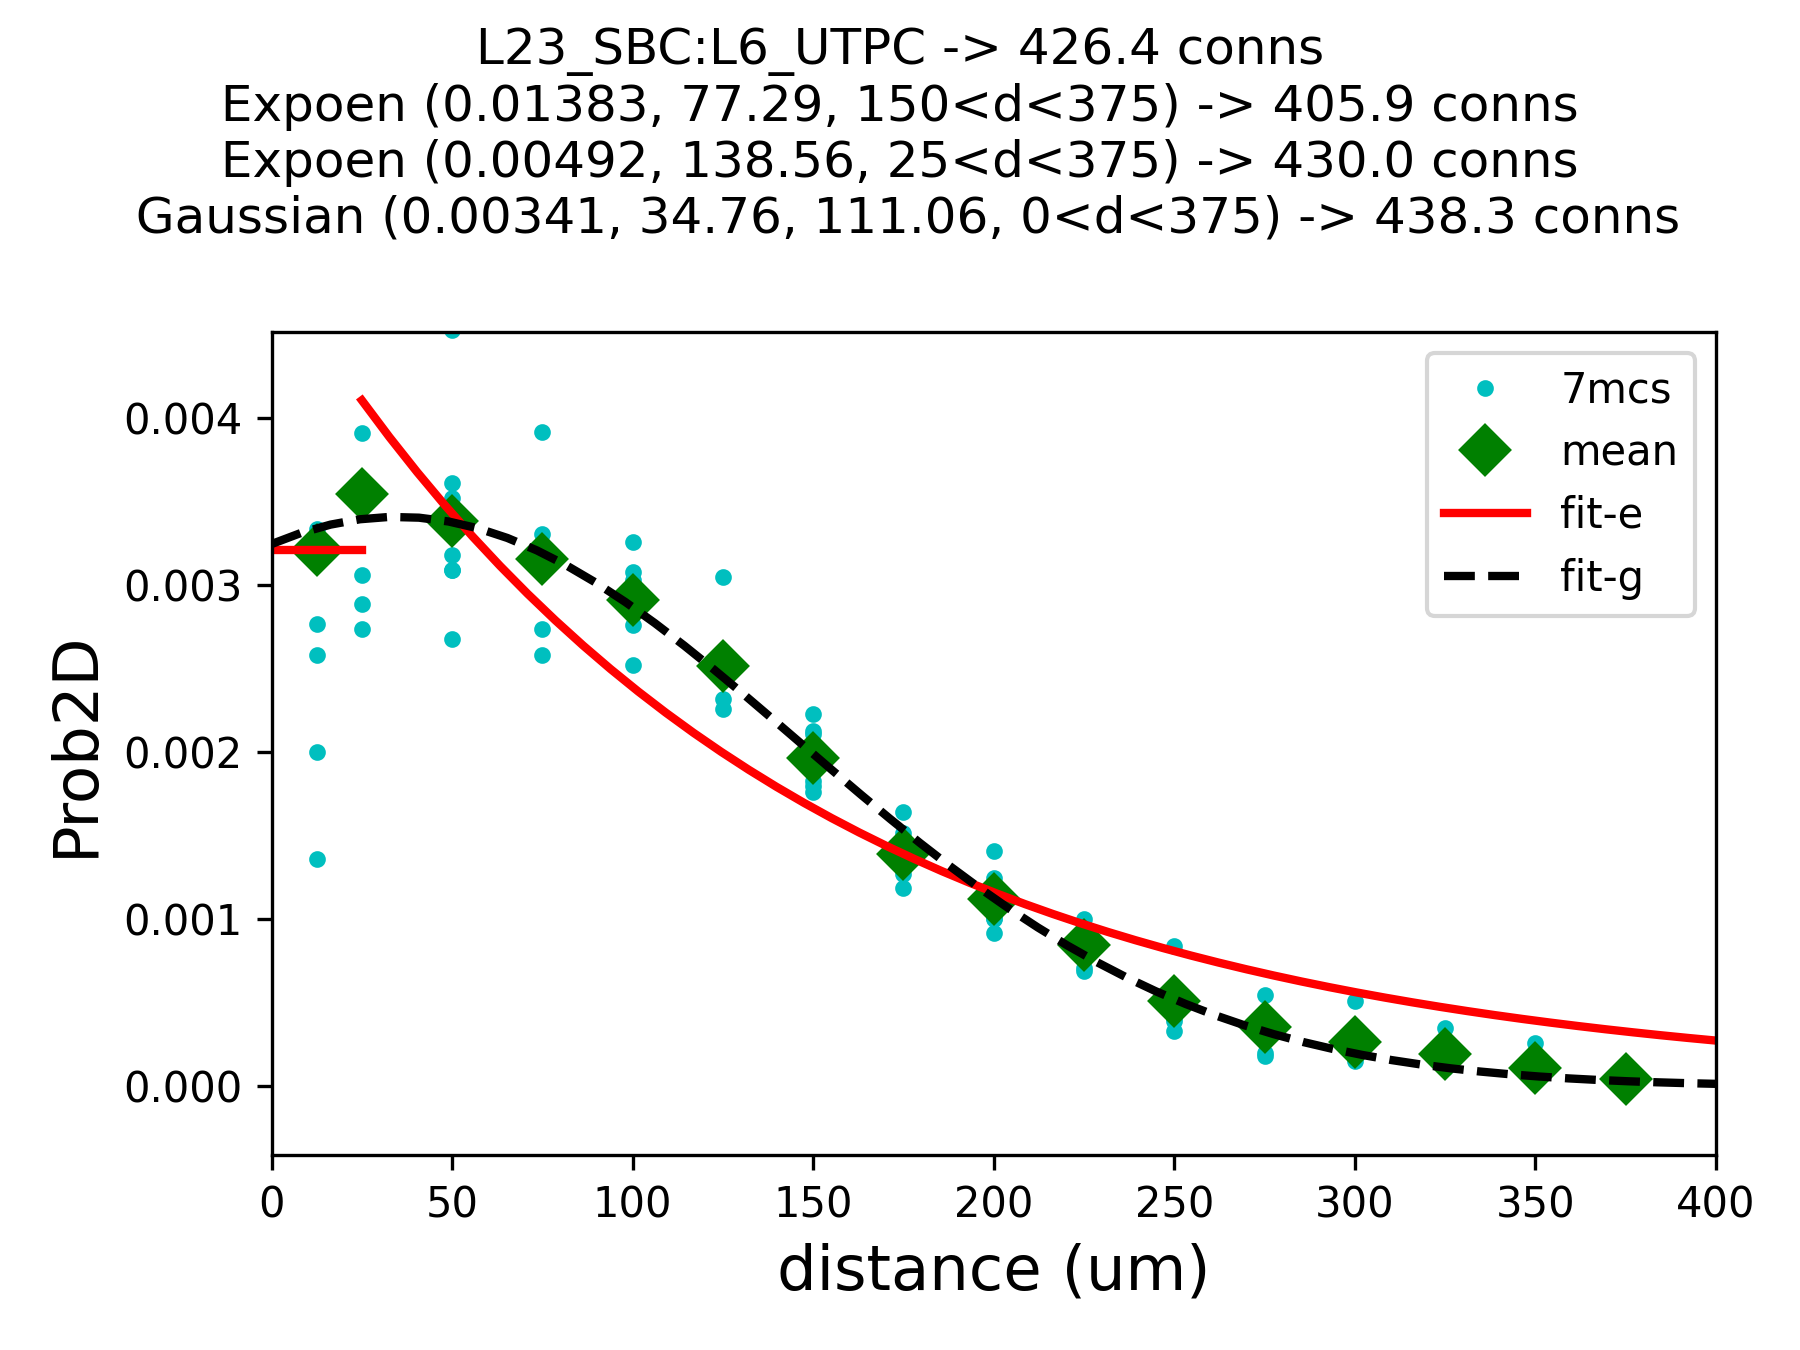 L23_SBC:L6_UTPC -> 426.4 conns
Expoen (0.01383, 77.29, 150<d<375) -> 405.9 conns
Expoen (0.00492, 138.56, 25<d<375) -> 430.0 conns
Gaussian (0.00341, 34.76, 111.06, 0<d<375) -> 438.3 conns
7mcs
mean
fit-e
fit-g
Prob2D
0.004
0.003
0.002
0.001
0.000
0 50 100 150 200 250 300 350 400
distance (um)